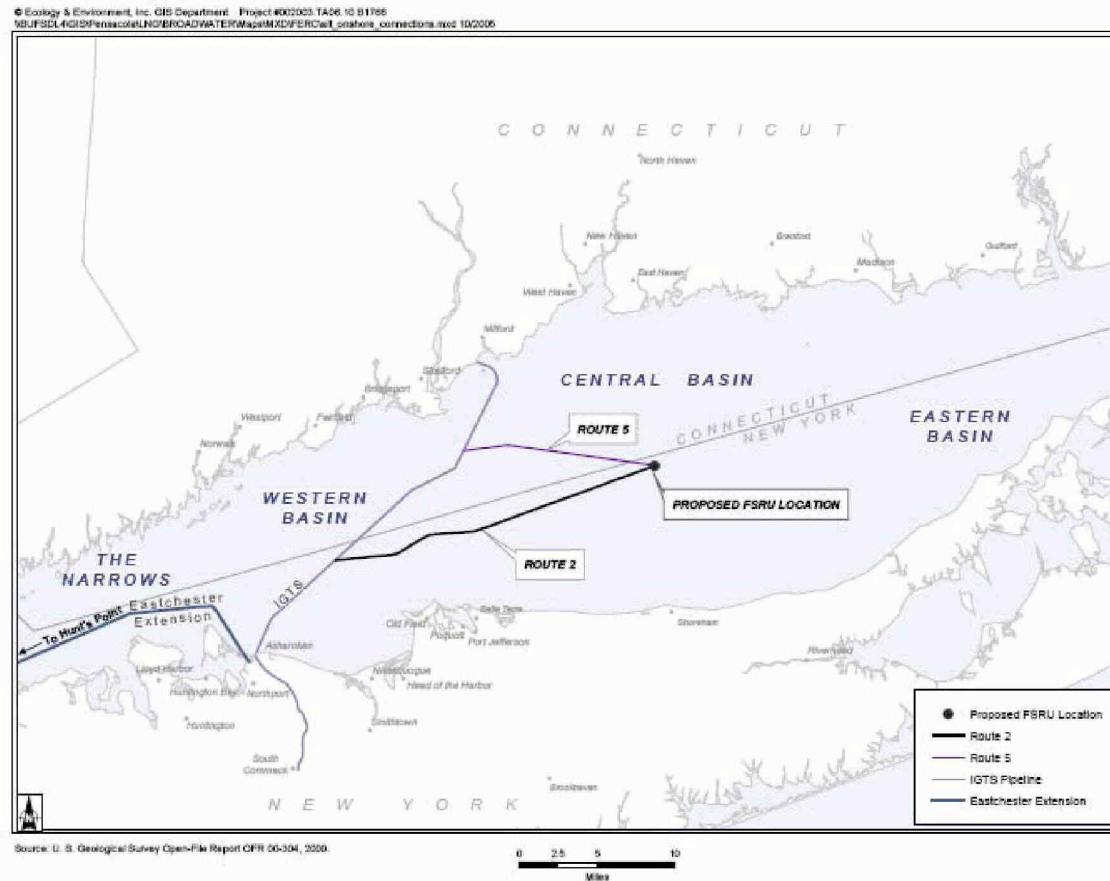 © Ecology & Environment, Inc. GIS Department Project #002003.TA06.10 B1766
C O N N E C T I C U T
North Haven
New Haven
Branford
Guilford
East Haven
Madison
West Haven
Milford
Stratford
CENTRAL BASIN
Bridgeport
CONNECTICUT
NEW YORK
EASTERN
BASIN
Westport
Fairfield
ROUTE 5
Norwalk
WESTERN
BASIN
PROPOSED FSRU LOCATION
THE
NARROWS
ROUTE 2
IGTS
To Hunt's Point
Eastchester
Extension
Belle Terre
Old Field
Poquott
Port Jefferson
Shoreham
Asharoken
Riverhead
Lloyd Harbor
Nissequogue
Head of the Harbor
Huntington Bay
Northport
Huntington
Smithtown
South
Commack
Brookhaven
N E W Y O R K
Proposed FSRU Location
Route 2
Route 5
IGTS Pipeline
Eastchester Extension
N
Source: U. S. Geological Survey Open-File Report OFR 00-304, 2000.
0 2.5 5 10
Miles